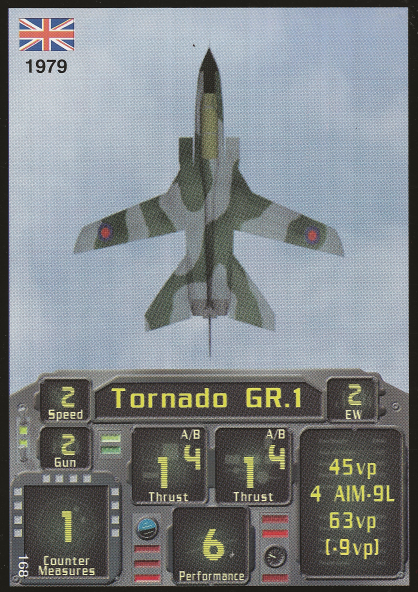 1979
Tornado GR.1
2
Speed
2
EW
2
Gun
A/B
1 4
Thrust
A/B
1 4
Thrust
45vp
4 AIM-9L
63vp
(-9vp)
1
Counter
Measures
6
Performance
168